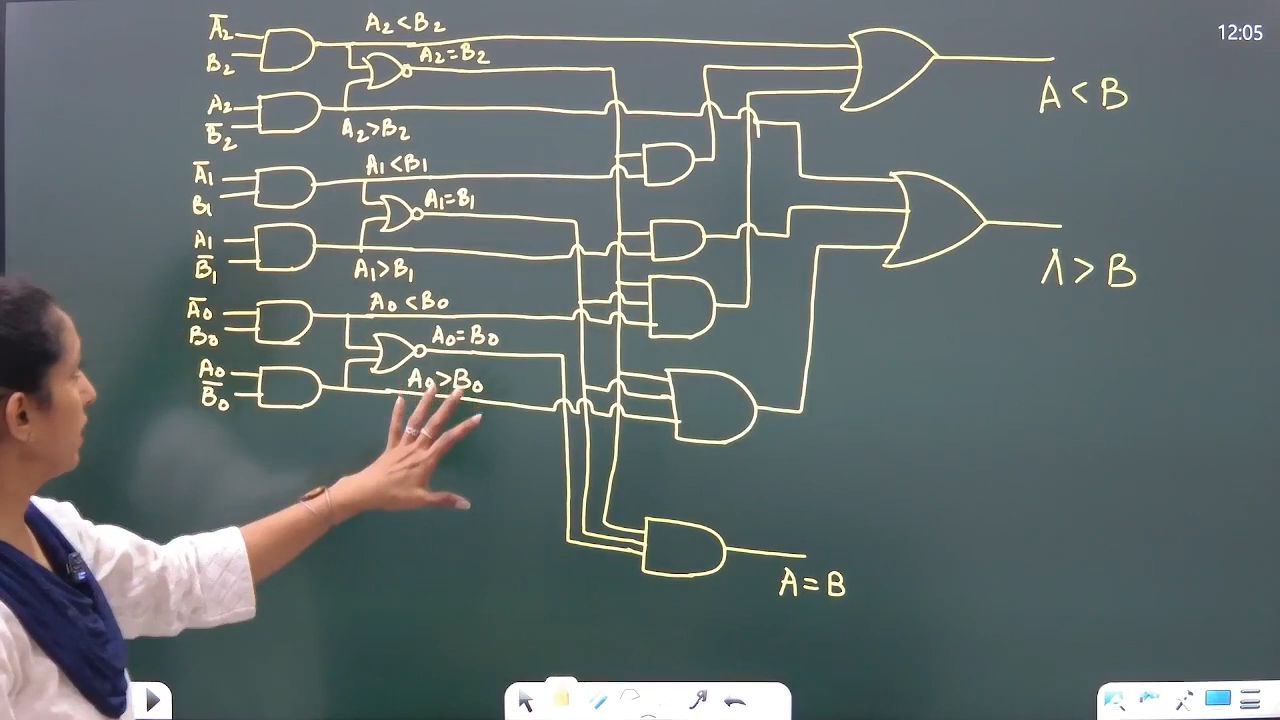 12:05
A̅₂
A₂<B₂
B₂
A₂=B₂
A₂
B̅₂
A₂>B₂
A<B
A̅₁
A₁<B₁
B₁
A₁=B₁
A₁
B̅₁
A₁>B₁
A>B
A̅₀
A₀<B₀
B₀
A₀=B₀
A₀
A₀>B₀
B̅₀
A=B